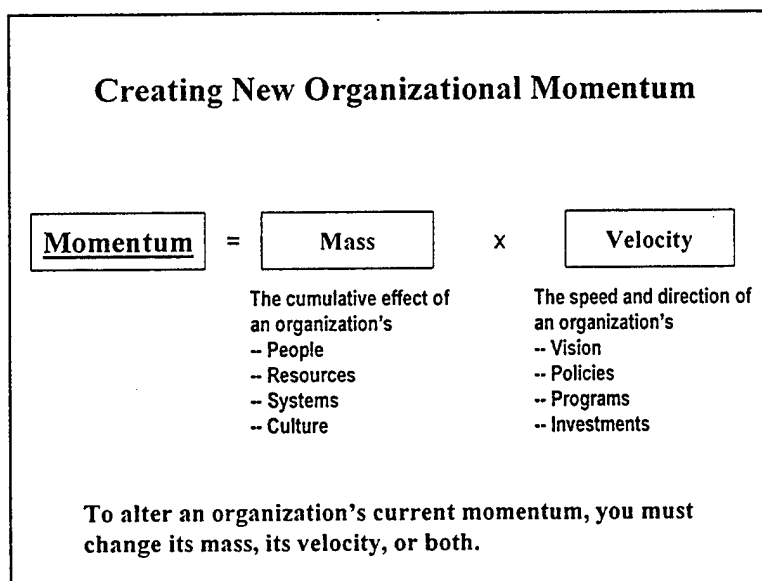 Creating New Organizational Momentum
Momentum = Mass x Velocity
The cumulative effect of
an organization's
-- People
-- Resources
-- Systems
-- Culture
The speed and direction of
an organization's
-- Vision
-- Policies
-- Programs
-- Investments
To alter an organization's current momentum, you must
change its mass, its velocity, or both.